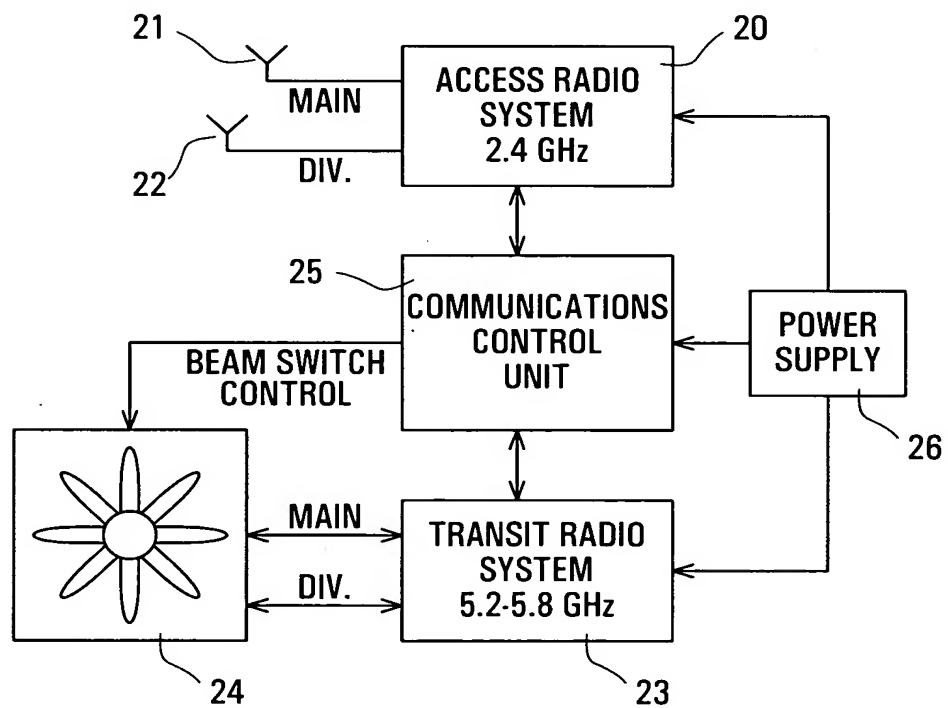 21
20
MAIN
ACCESS RADIO
SYSTEM
2.4 GHz
22
DIV.
25
COMMUNICATIONS
CONTROL
UNIT
POWER
SUPPLY
26
BEAM SWITCH
CONTROL
MAIN
DIV.
TRANSIT RADIO
SYSTEM
5.2-5.8 GHz
24
23